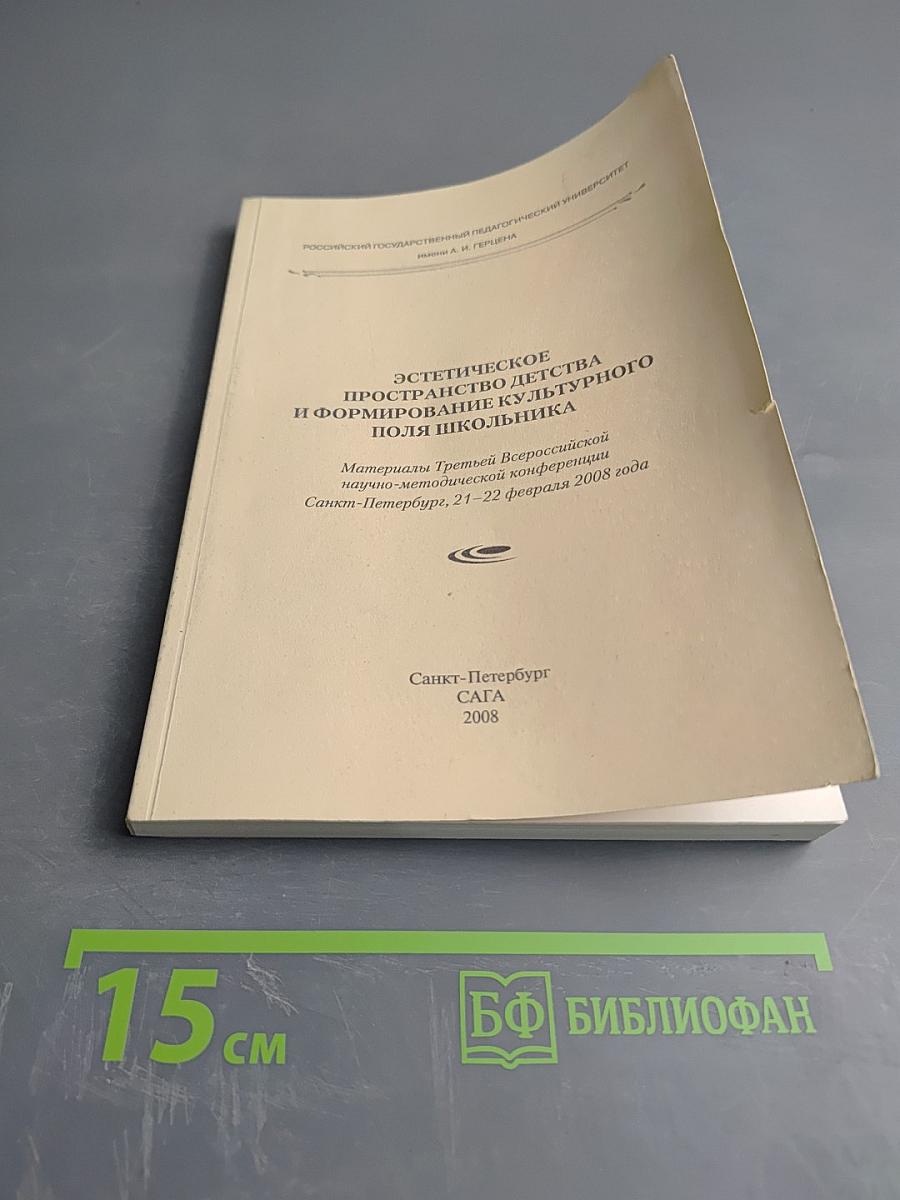 РОССИЙСКИЙ ГОСУДАРСТВЕННЫЙ ПЕДАГОГИЧЕСКИЙ УНИВЕРСИТЕТ
ИМЕНИ А. И. ГЕРЦЕНА
ЭСТЕТИЧЕСКОЕ
ПРОСТРАНСТВО ДЕТСТВА
И ФОРМИРОВАНИЕ КУЛЬТУРНОГО
ПОЛЯ ШКОЛЬНИКА
Материалы Третьей Всероссийской
научно-методической конференции
Санкт-Петербург, 21–22 февраля 2008 года
Санкт-Петербург
САГА
2008
15 см
БФ БИБЛИОФАН